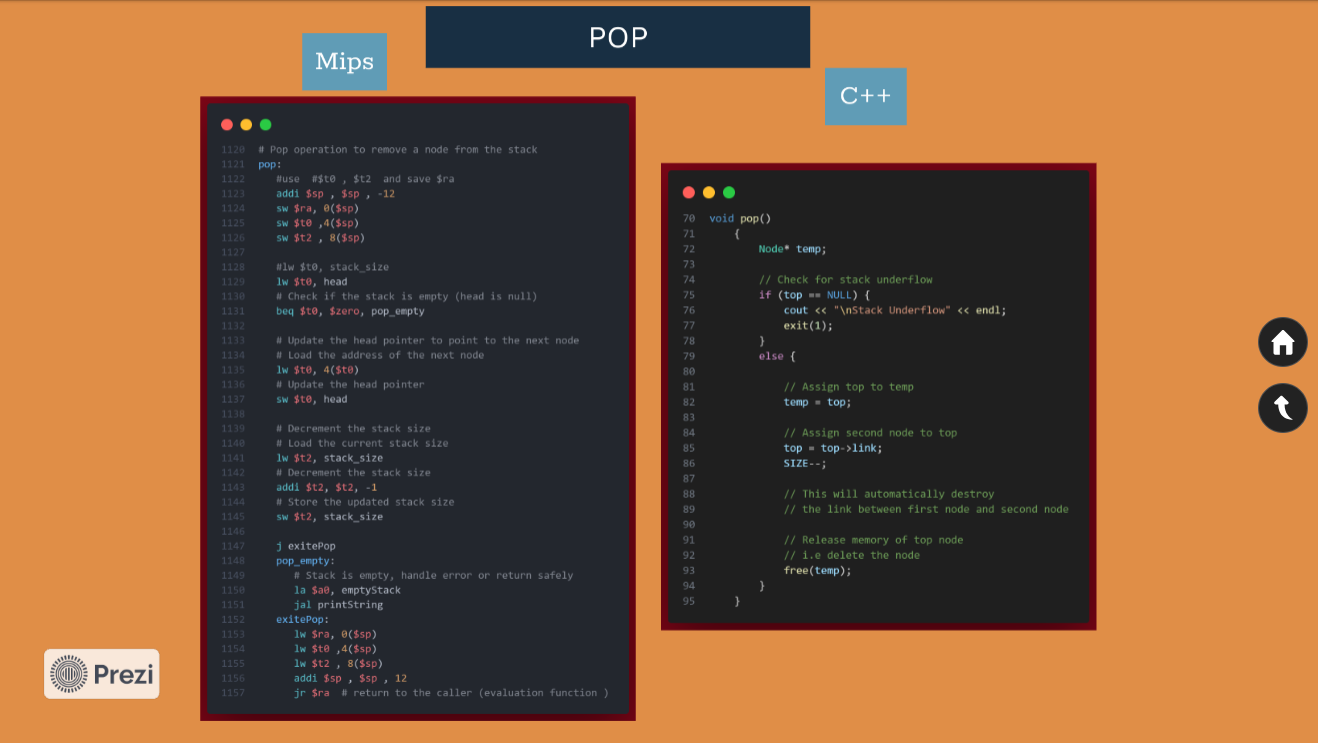 POP
Mips
C++
1120 # Pop operation to remove a node from the stack
1121 pop:
1122 #use #$t0 , $t2 and save $ra
1123 addi $sp , $sp , -12
1124 sw $ra, 0($sp)
1125 sw $t0 ,4($sp)
1126 sw $t2 , 8($sp)
1127
1128 #lw $t0, stack_size
1129 lw $t0, head
1130 # Check if the stack is empty (head is null)
1131 beq $t0, $zero, pop_empty
1132
1133 # Update the head pointer to point to the next node
1134 # Load the address of the next node
1135 lw $t0, 4($t0)
1136 # Update the head pointer
1137 sw $t0, head
1138
1139 # Decrement the stack size
1140 # Load the current stack size
1141 lw $t2, stack_size
1142 # Decrement the stack size
1143 addi $t2, $t2, -1
1144 # Store the updated stack size
1145 sw $t2, stack_size
1146
1147 j exitePop
1148 pop_empty:
1149 # Stack is empty, handle error or return safely
1150 la $a0, emptyStack
1151 jal printString
1152 exitePop:
1153 lw $ra, 0($sp)
1154 lw $t0 ,4($sp)
1155 lw $t2 , 8($sp)
1156 addi $sp , $sp , 12
1157 jr $ra # return to the caller (evaluation function )
70 void pop()
71 {
72 Node* temp;
73
74 // Check for stack underflow
75 if (top == NULL) {
76 cout << "\nStack Underflow" << endl;
77 exit(1);
78 }
79 else {
80
81 // Assign top to temp
82 temp = top;
83
84 // Assign second node to top
85 top = top->link;
86 SIZE--;
87
88 // This will automatically destroy
89 // the link between first node and second node
90
91 // Release memory of top node
92 // i.e delete the node
93 free(temp);
94 }
95 }
Prezi